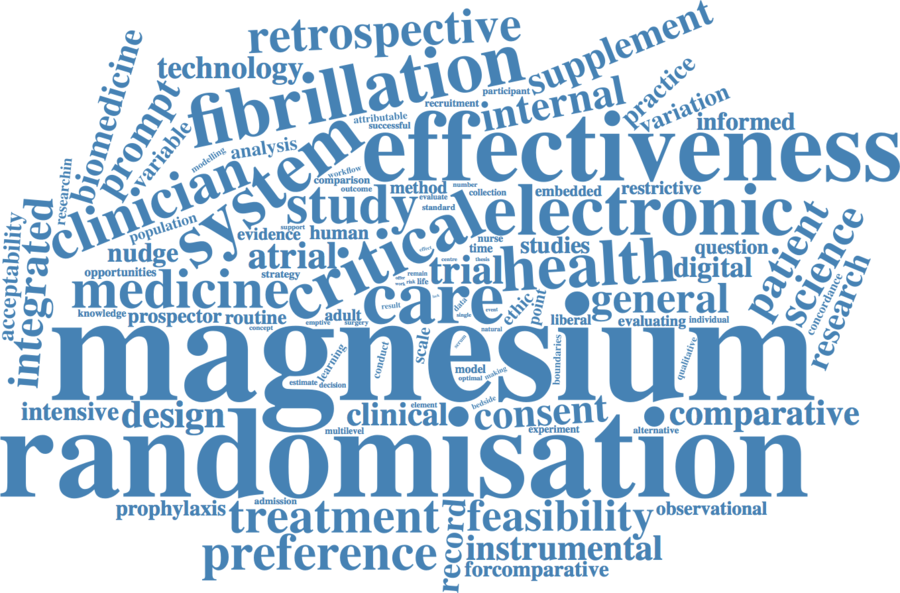 retrospective
supplement
technology
fibrillation
biomedicine
prompt
variable
participant
recruitment
internal
practice
variation
attributable
successful
informed
effectiveness
modelling
analysis
system
clinician
workflow
comparison
outcome
method
number
collection
evaluate
embedded
restrictive
researchin
population
study
standard
electronic
acceptability
integrated
evidence
support
human
critical
effect
nurse
time
studies
question
patient
science
nudge
atrial
centre
thesis
trial
health
digital
opportunities
strategy
remain
risk
life
concordance
research
medicine
care
result
data
single
event
ethic
point
general
knowledge
prospector
routine
adult
liberal
evaluating
individual
concept
surgery
natural
magnesium
scale
learning
conduct
boundaries
qualitative
model
optimal
making
estimate
decision
bedside
intensive
design
clinical
element
consent
comparative
multilevel
experiment
alternative
randomisation
admission
prophylaxis
treatment
record
feasibility
observational
preference
instrumental
forcomparative